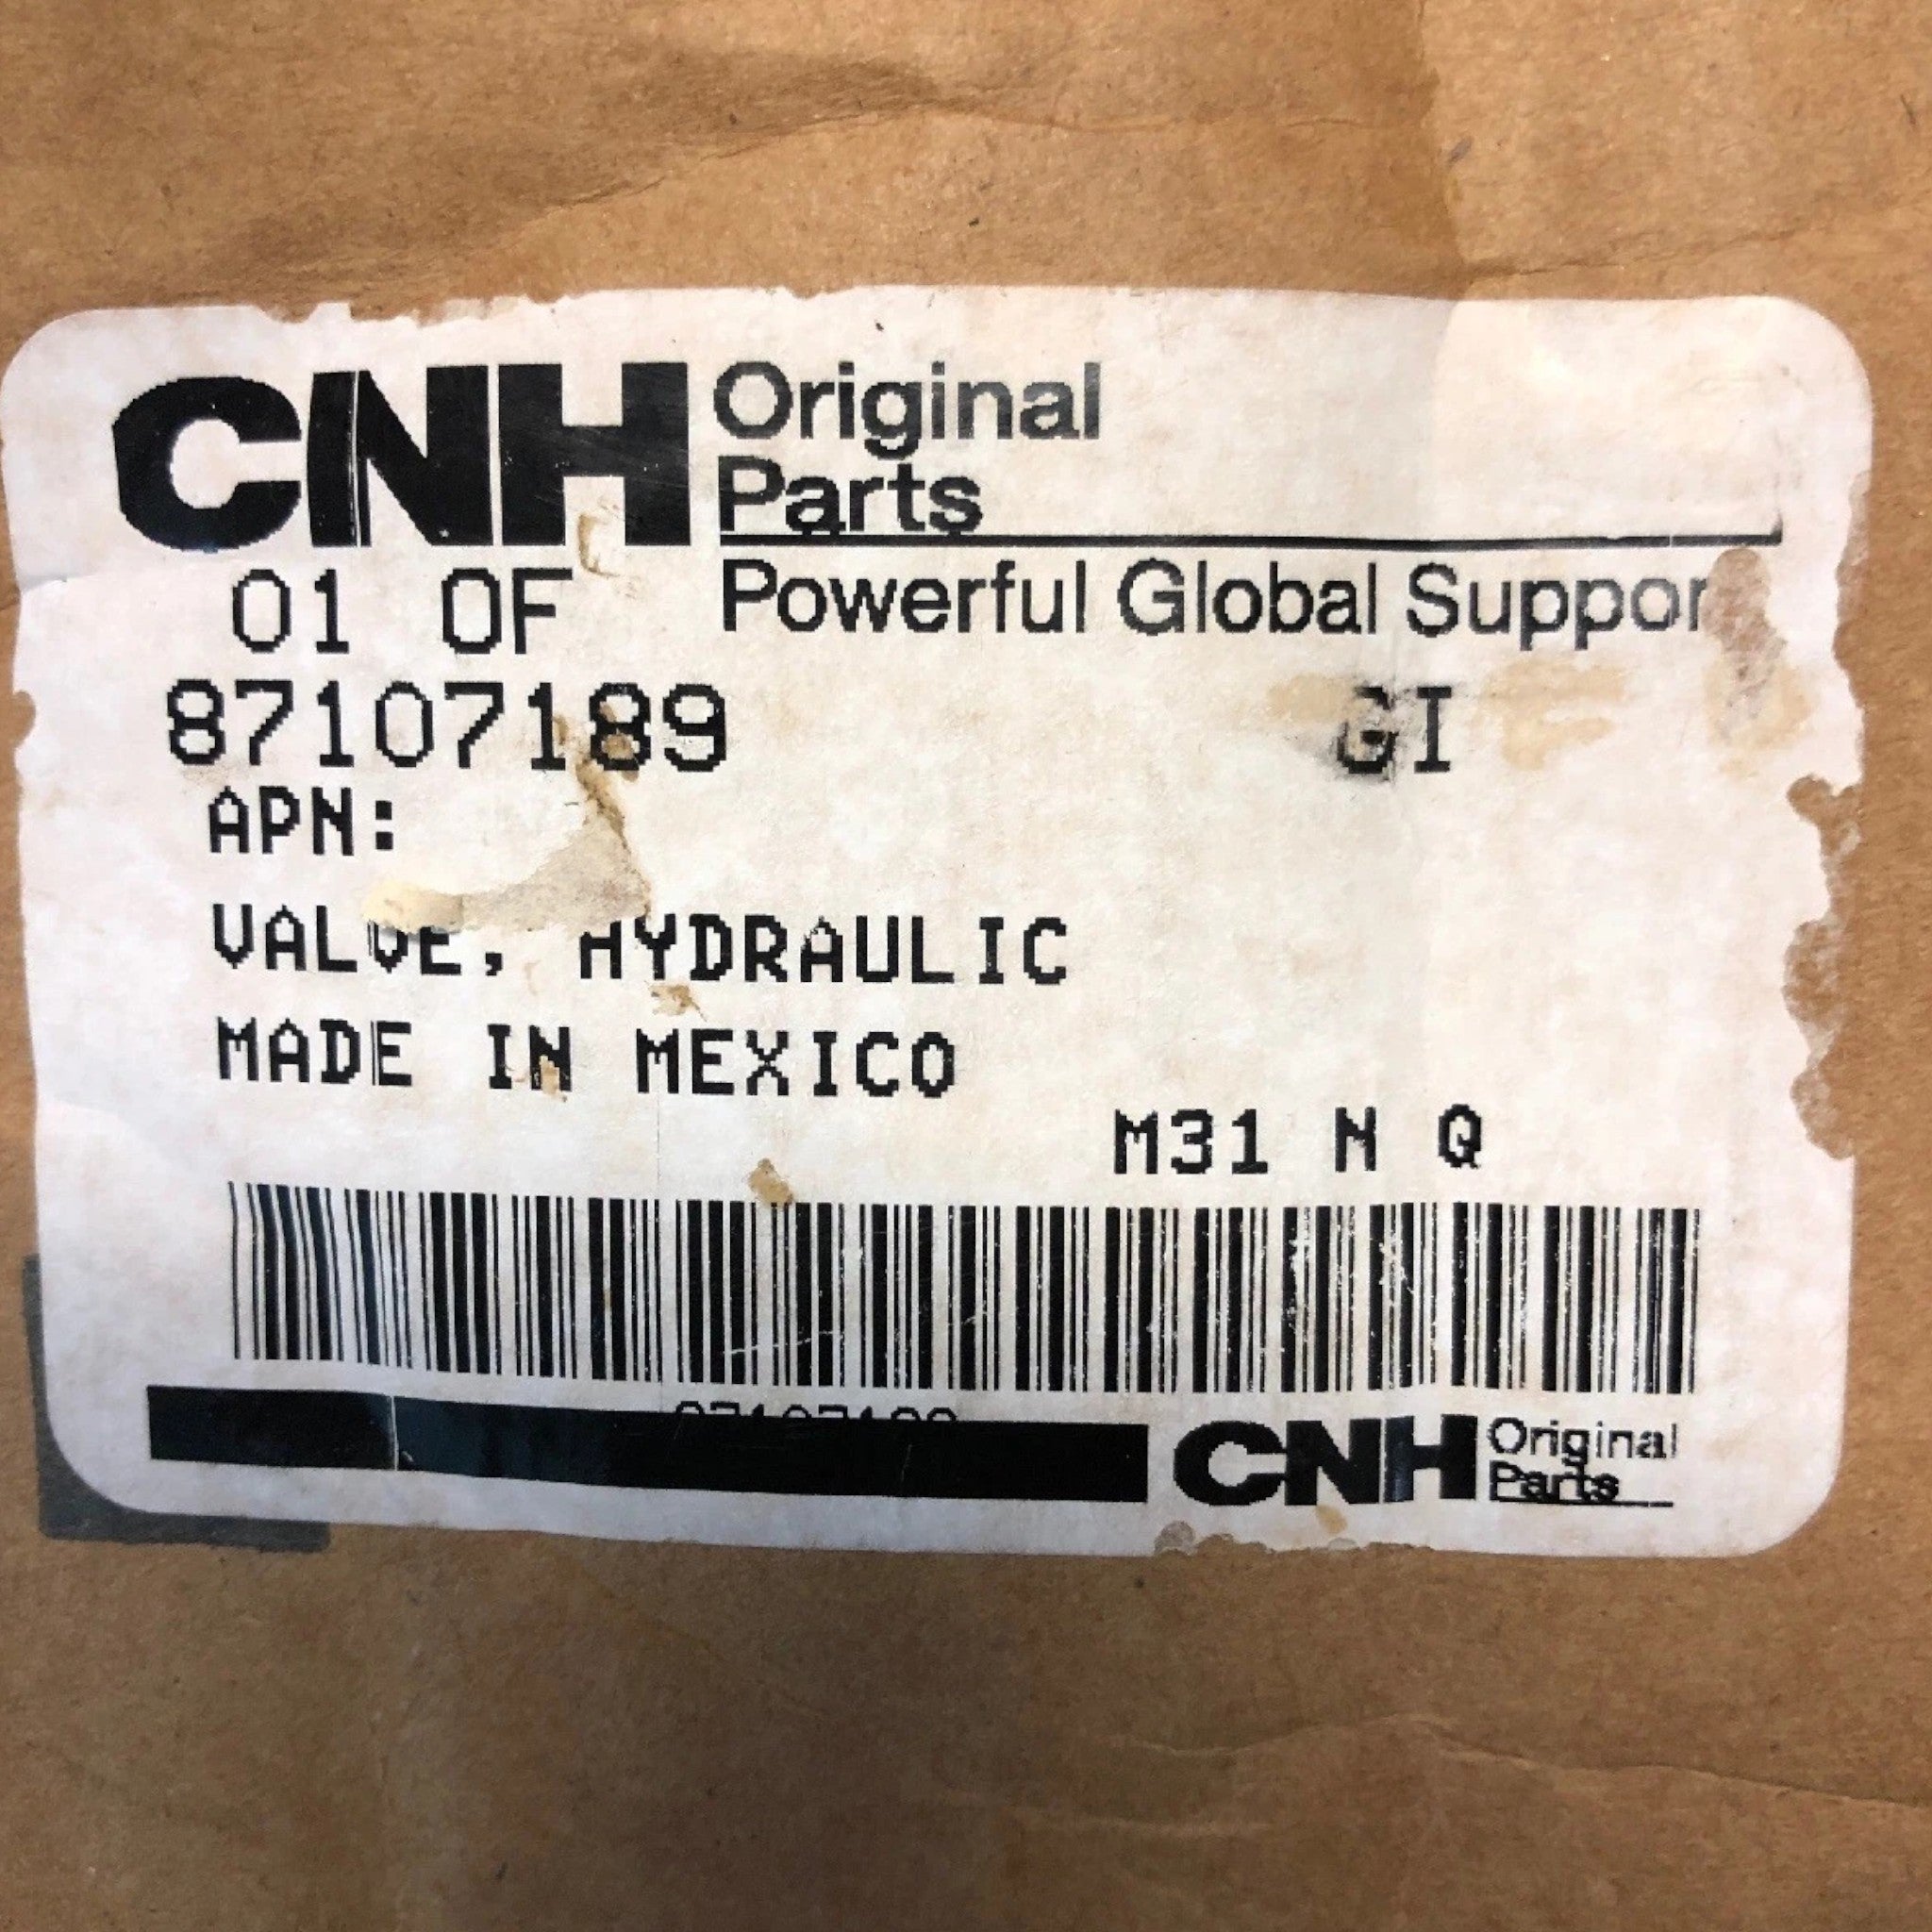 CNH Original
Parts
01 OF Powerful Global Suppor
87107189 GI
APN:
VALVE, HYDRAULIC
MADE IN MEXICO
M31 N Q
CNH Original
Parts